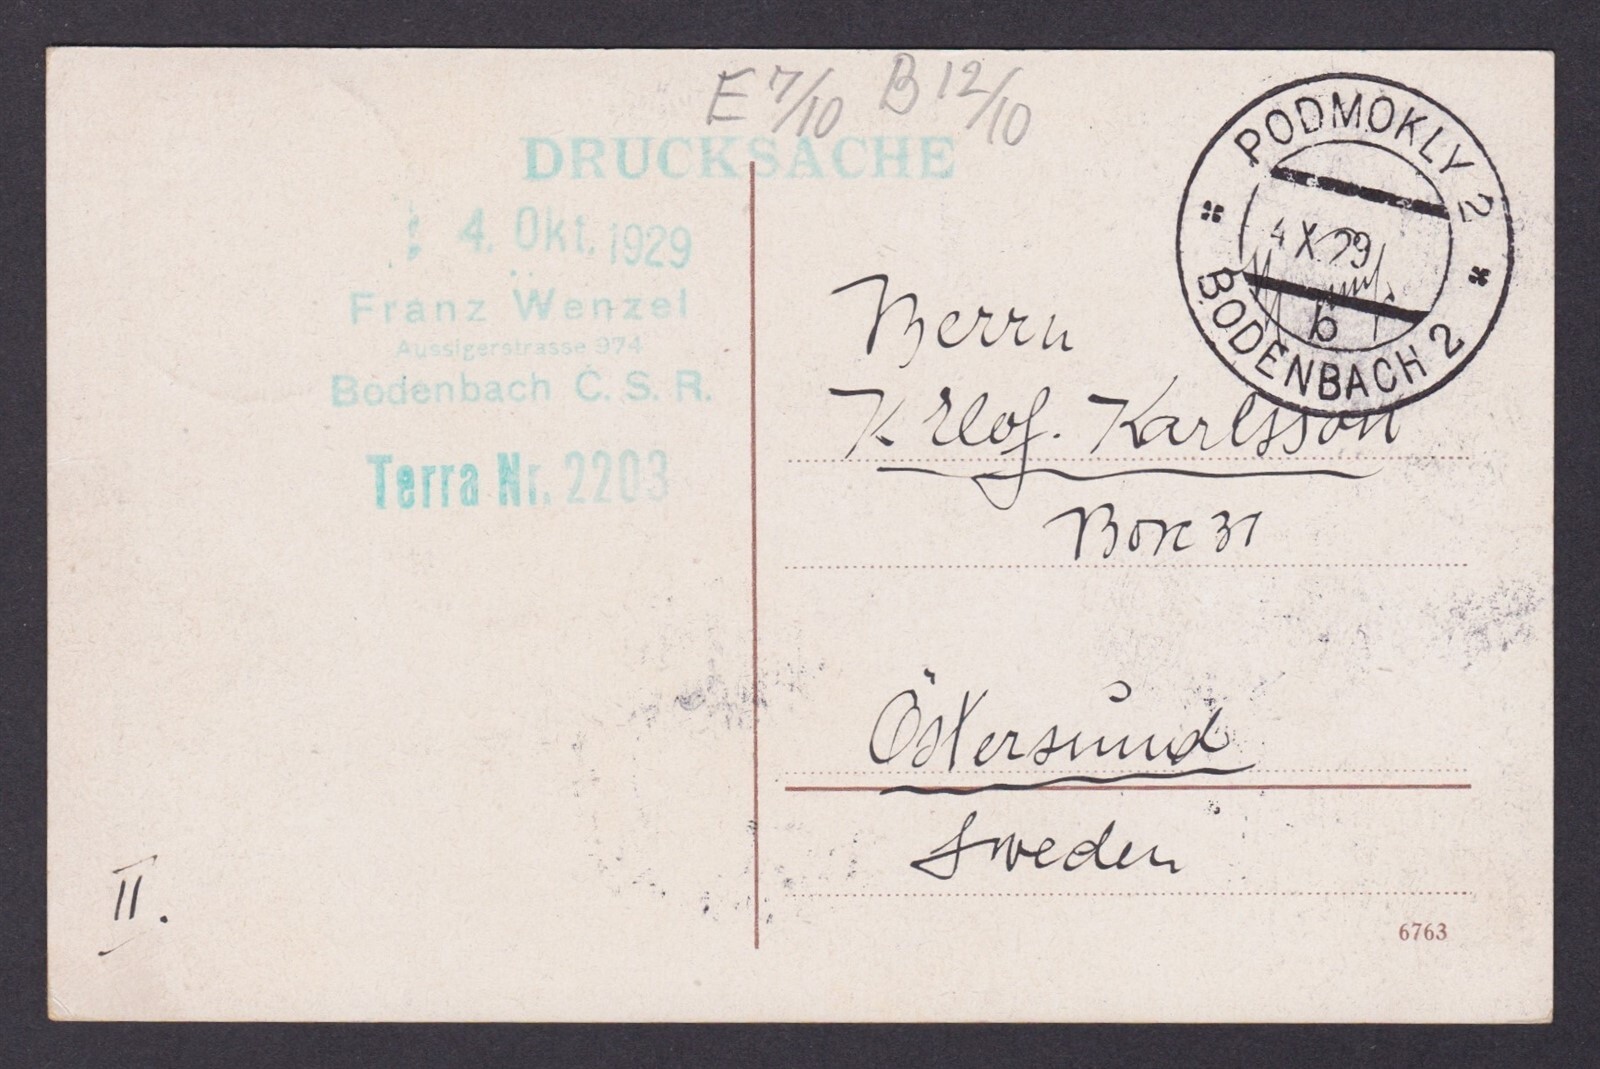 E 7/10 B 12/10
DRUCKSACHE
4. Okt. 1929
Franz Wenzel
Aussigerstrasse 974
Bodenbach Č. S. R.
Terra Nr. 2203
PODMOKLY 2
4 X 29
b
BODENBACH 2
Herrn
K. Elof. Karlsson
Box 31
Östersund
Sweden
II.
6763